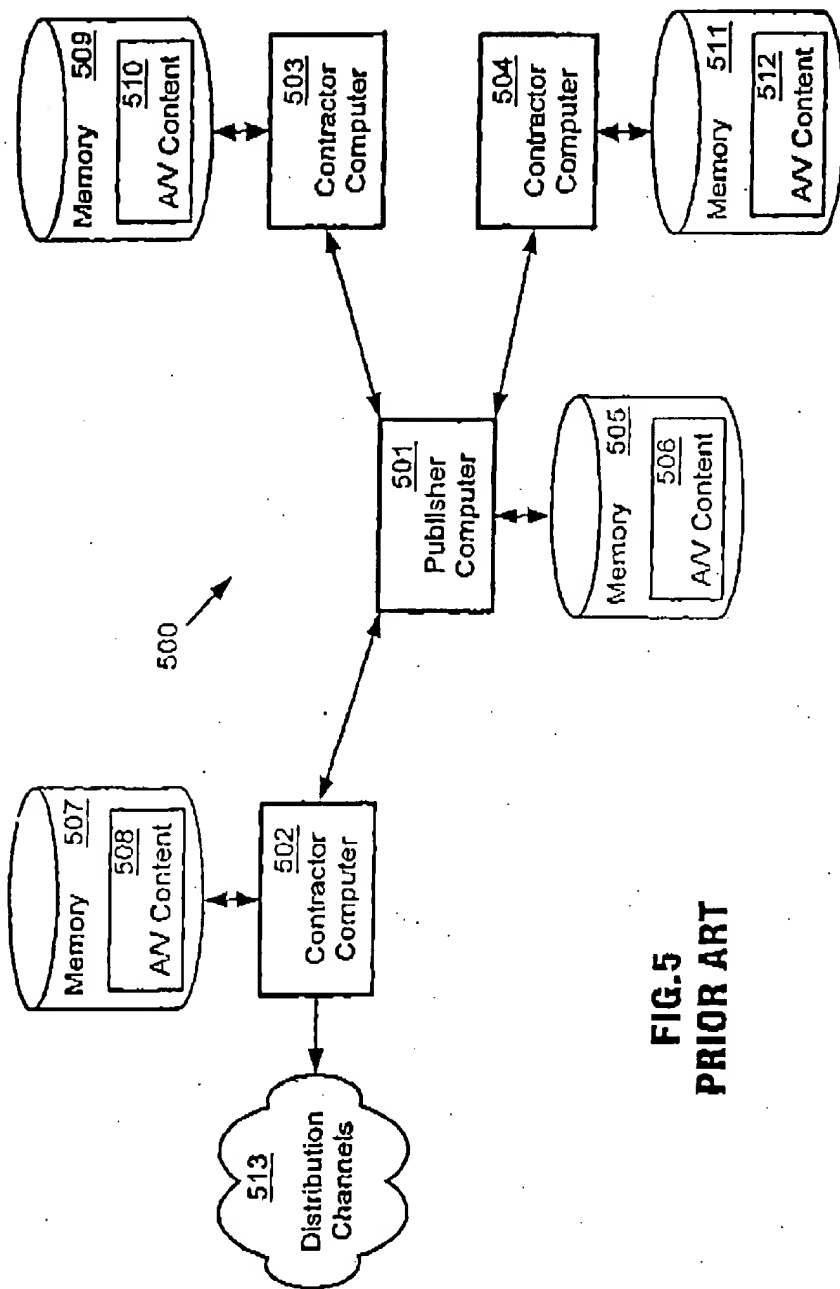 500
513
Distribution
Channels
Memory 507
508
A/V Content
502
Contractor
Computer
501
Publisher
Computer
Memory 505
506
A/V Content
Memory 509
510
A/V Content
503
Contractor
Computer
504
Contractor
Computer
Memory 511
512
A/V Content
FIG.5
PRIOR ART